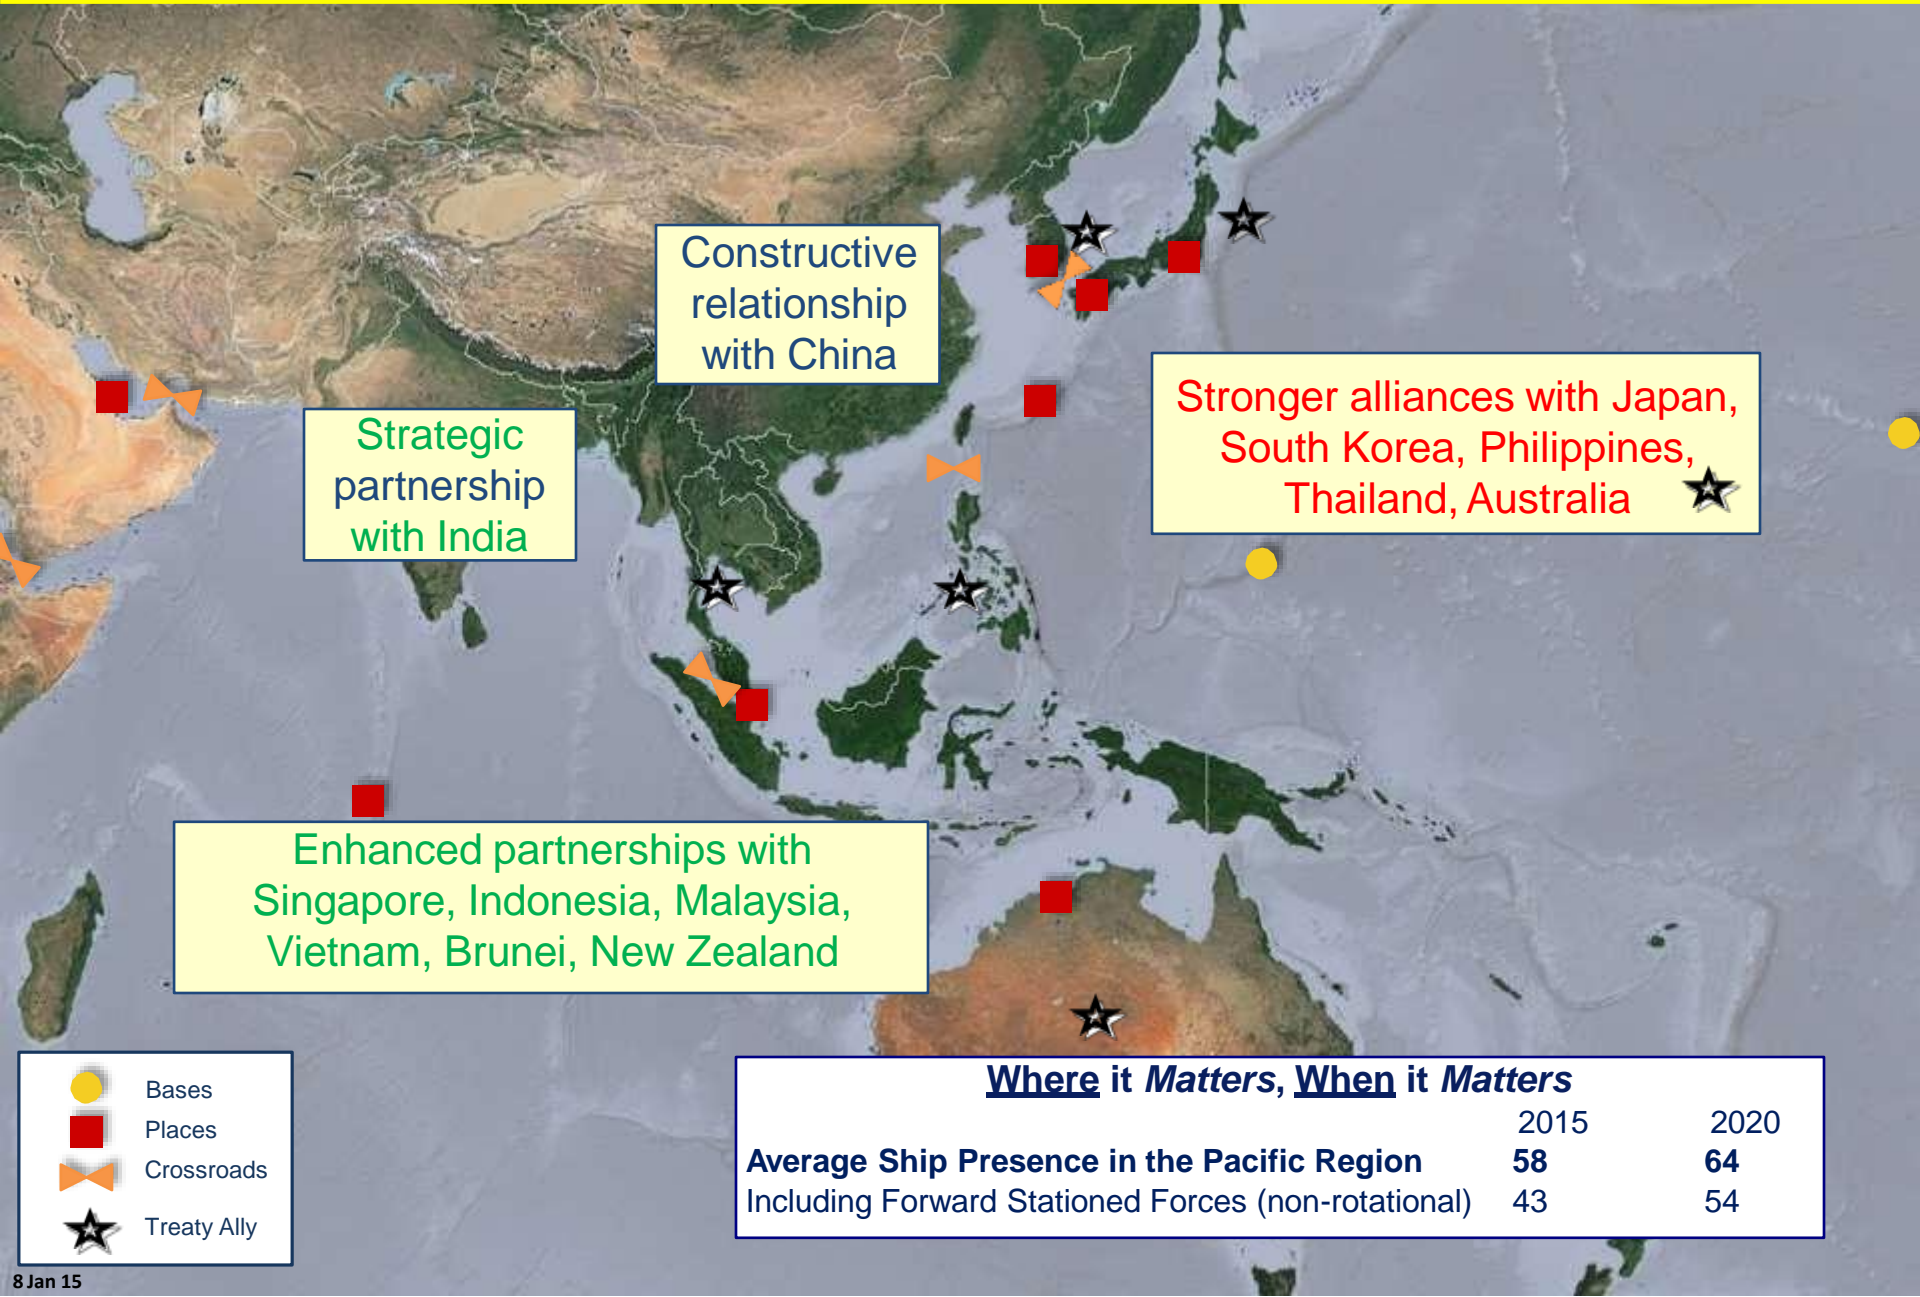 Constructive
relationship
with China
Strategic
partnership
with India
Stronger alliances with Japan,
South Korea, Philippines,
Thailand, Australia
Enhanced partnerships with
Singapore, Indonesia, Malaysia,
Vietnam, Brunei, New Zealand
Bases
Places
Crossroads
Treaty Ally
Where it Matters, When it Matters
2015 2020
Average Ship Presence in the Pacific Region 58 64
Including Forward Stationed Forces (non-rotational) 43 54
8 Jan 15